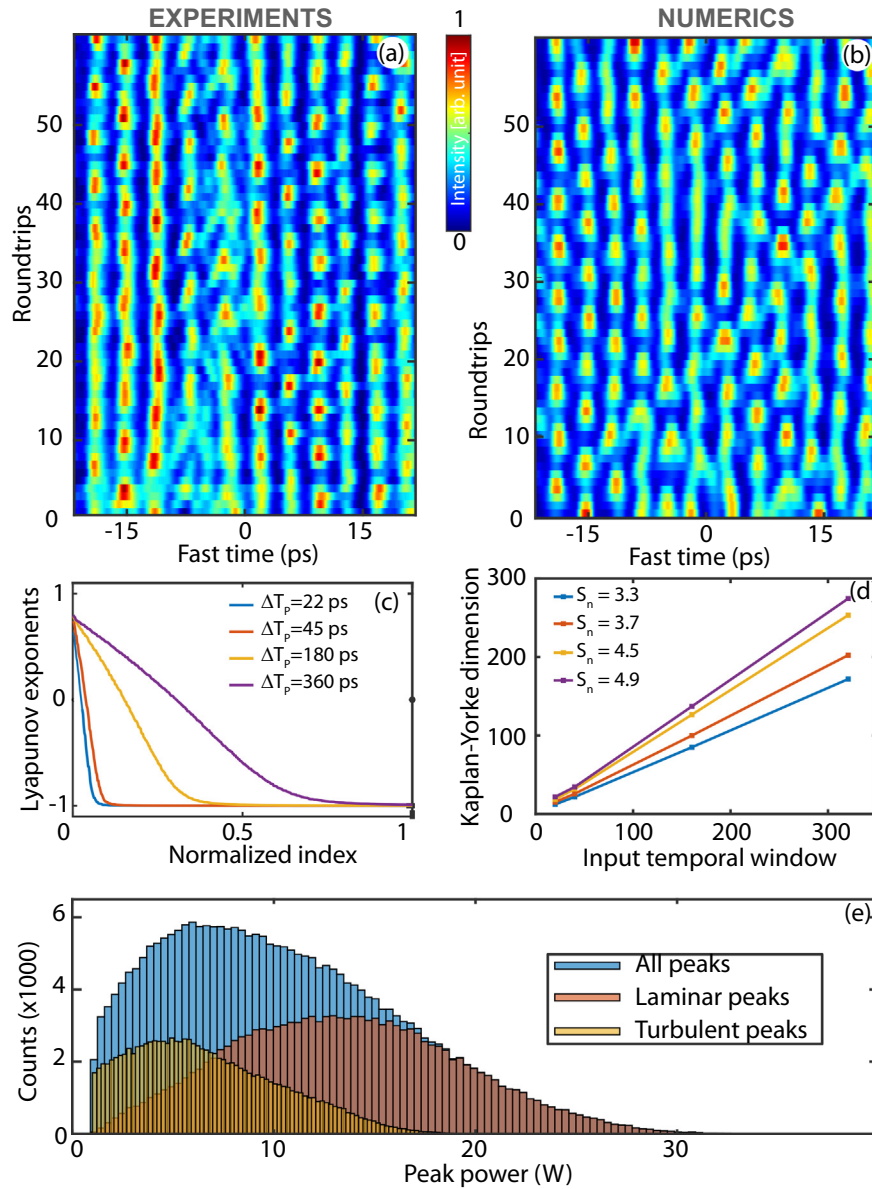 EXPERIMENTS
NUMERICS
(a)
1
Intensity [arb. unit]
0
(b)
Roundtrips
50
40
30
20
10
0
-15
0
15
Fast time (ps)
Roundtrips
50
40
30
20
10
0
-15
0
15
Fast time (ps)
(c)
Lyapunov exponents
1
0
-1
ΔT_P=22 ps
ΔT_P=45 ps
ΔT_P=180 ps
ΔT_P=360 ps
0
0.5
1
Normalized index
(d)
Kaplan-Yorke dimension
300
200
100
0
S_n = 3.3
S_n = 3.7
S_n = 4.5
S_n = 4.9
0
100
200
300
Input temporal window
(e)
Counts (x1000)
6
4
2
0
All peaks
Laminar peaks
Turbulent peaks
0
10
20
30
Peak power (W)